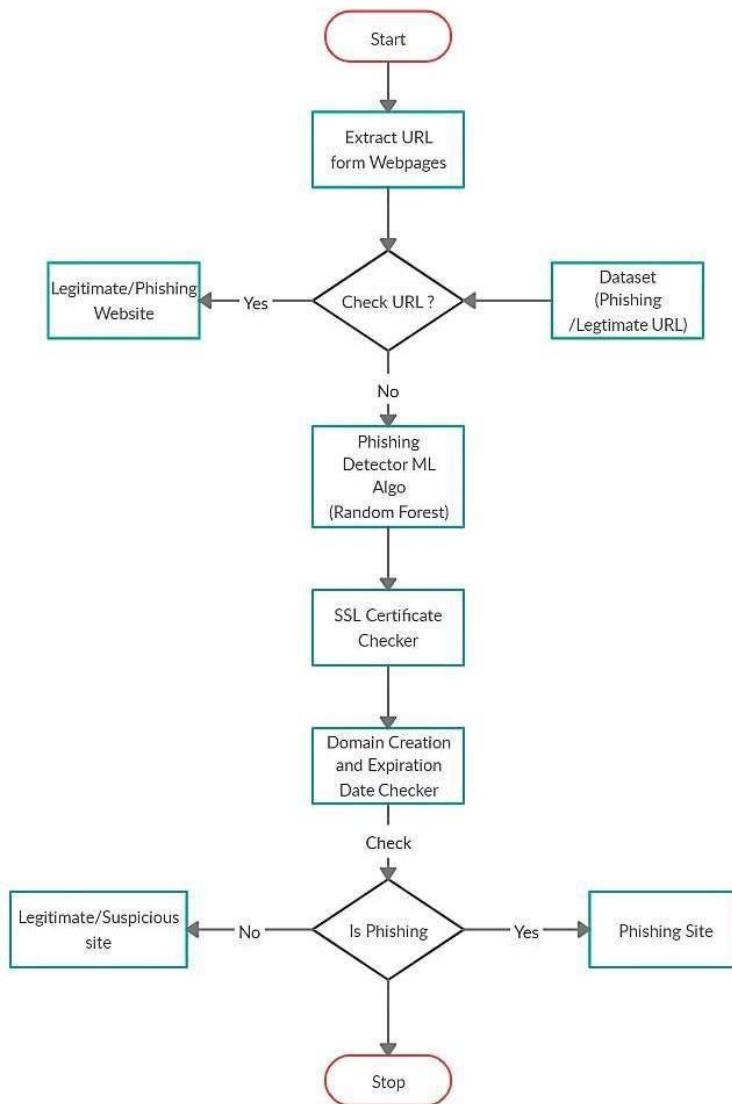 Start
Extract URL
form Webpages
Legitimate/Phishing
Website
Yes
Check URL ?
Dataset
(Phishing
/Legtimate URL)
No
Phishing
Detector ML
Algo
(Random Forest)
SSL Certificate
Checker
Domain Creation
and Expiration
Date Checker
Check
Legitimate/Suspicious
site
No
Is Phishing
Yes
Phishing Site
Stop